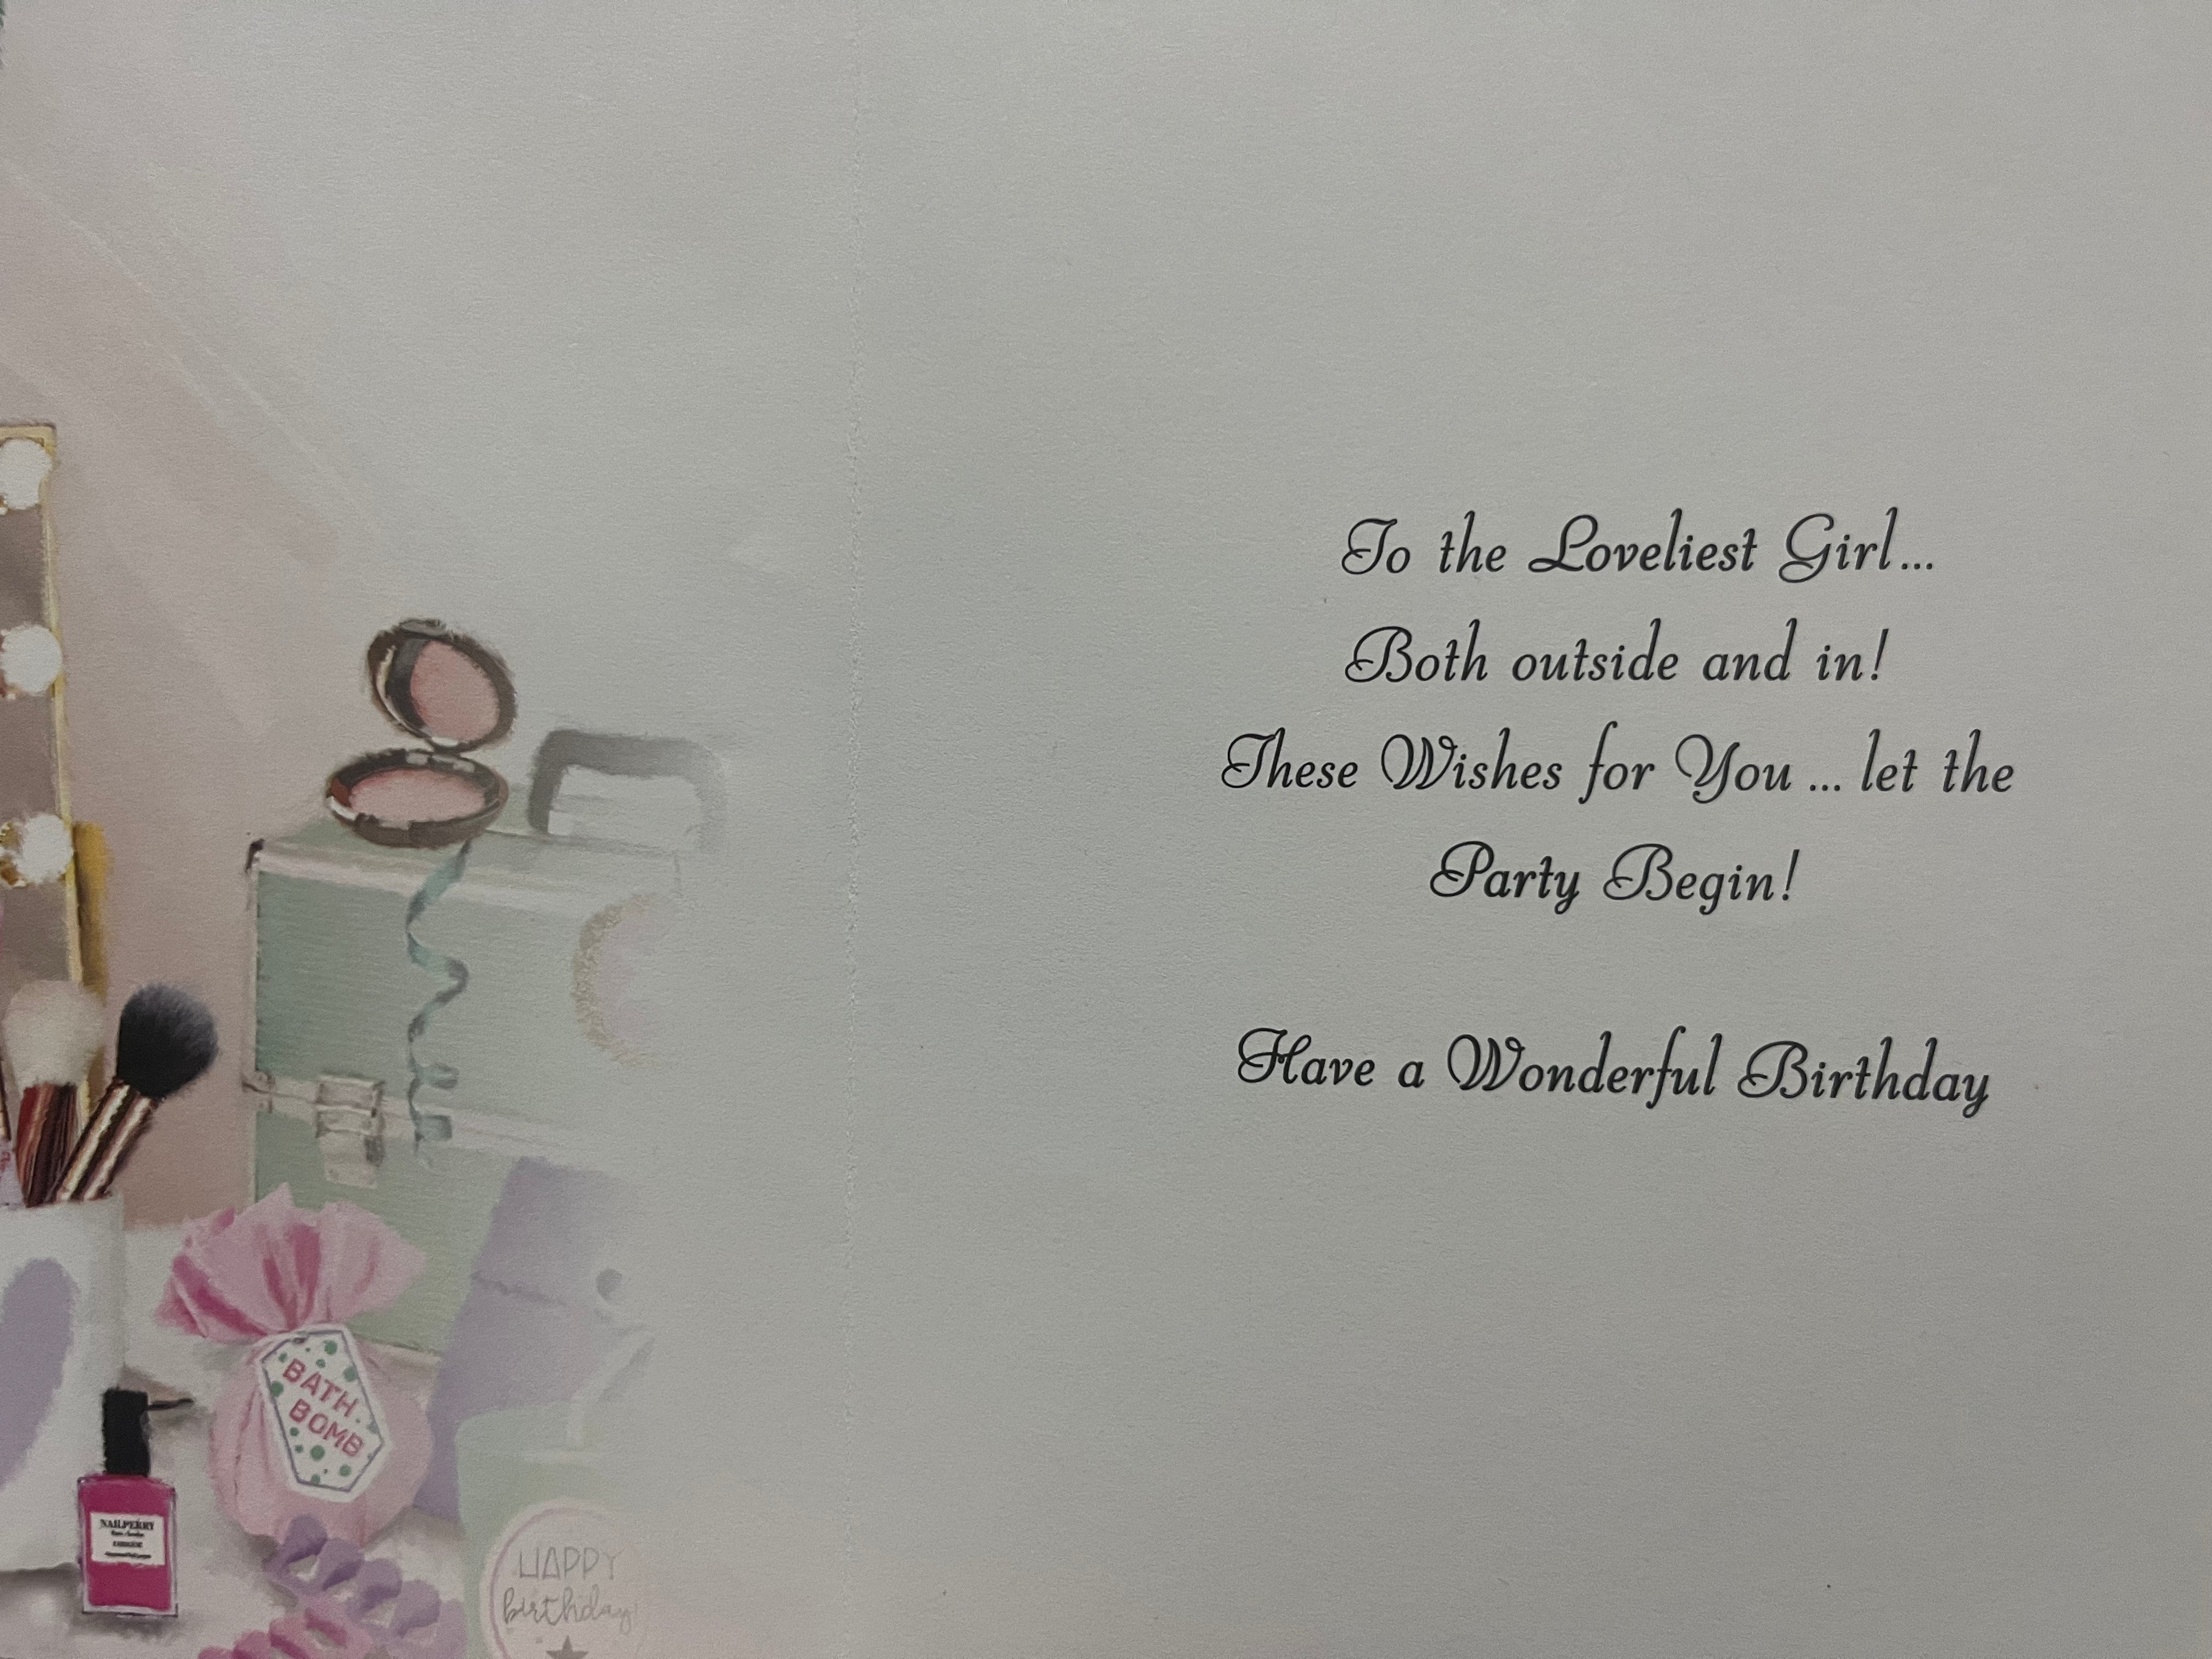 To the Loveliest Girl...
Both outside and in!
These Wishes for You... let the
Party Begin!
Have a Wonderful Birthday
BATH
BOMB
NAILPERRY
HAPPY
birthday!